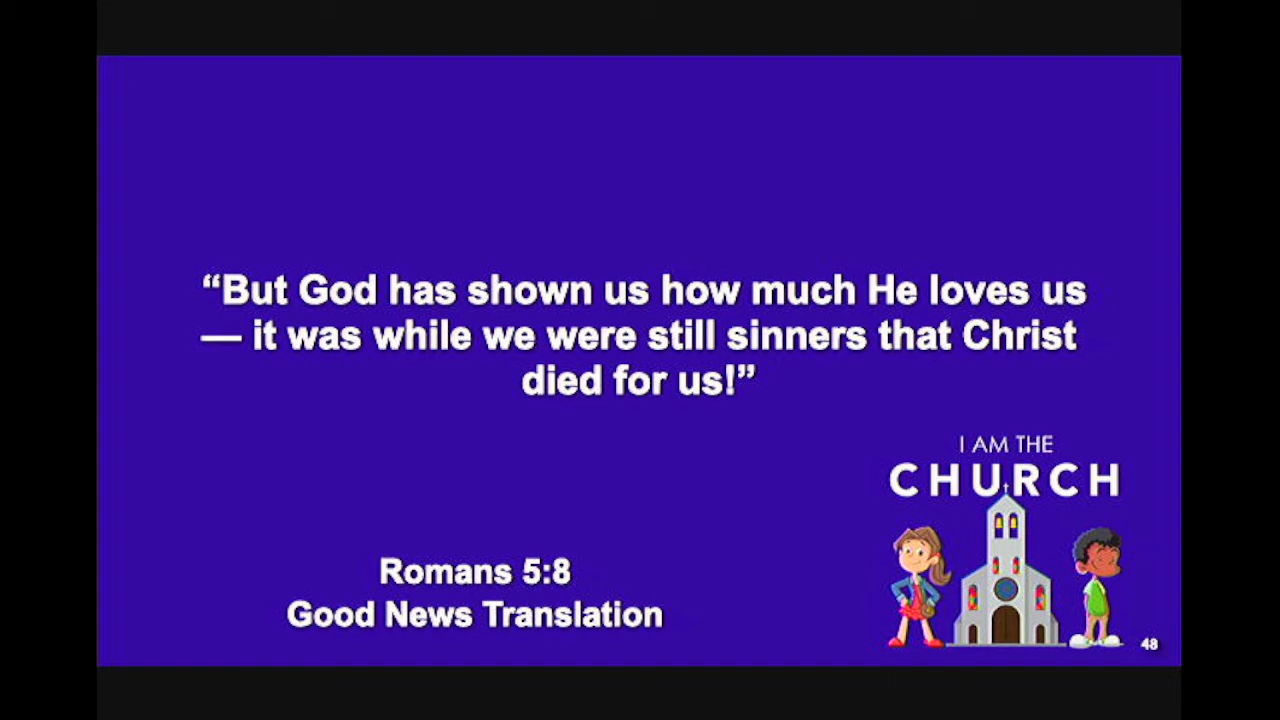 “But God has shown us how much He loves us
— it was while we were still sinners that Christ
died for us!”
I AM THE
CHURCH
Romans 5:8
Good News Translation
48